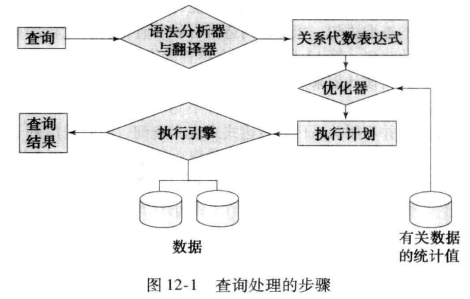 查询
语法分析器
与翻译器
关系代数表达式
优化器
查询
结果
执行引擎
执行计划
数据
有关数据
的统计值
图 12-1 查询处理的步骤